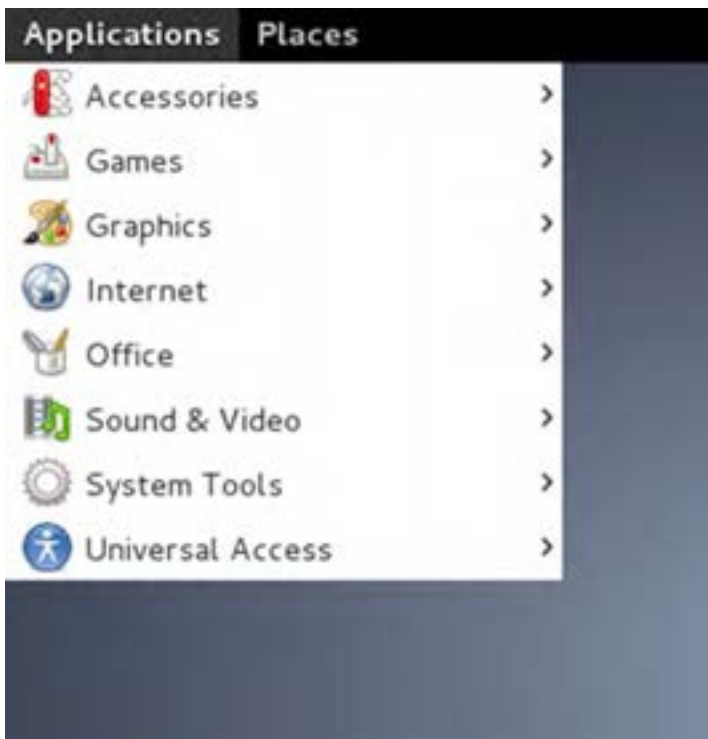 Applications Places
Accessories
Games
Graphics
Internet
Office
Sound & Video
System Tools
Universal Access